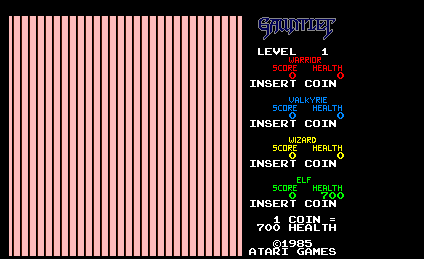 GAUNTLET
LEVEL 1
WARRIOR
SCORE HEALTH
0 0
INSERT COIN
VALKYRIE
SCORE HEALTH
0 0
INSERT COIN
WIZARD
SCORE HEALTH
0 0
INSERT COIN
ELF
SCORE HEALTH
0 700
INSERT COIN
1 COIN =
700 HEALTH
©1985
ATARI GAMES